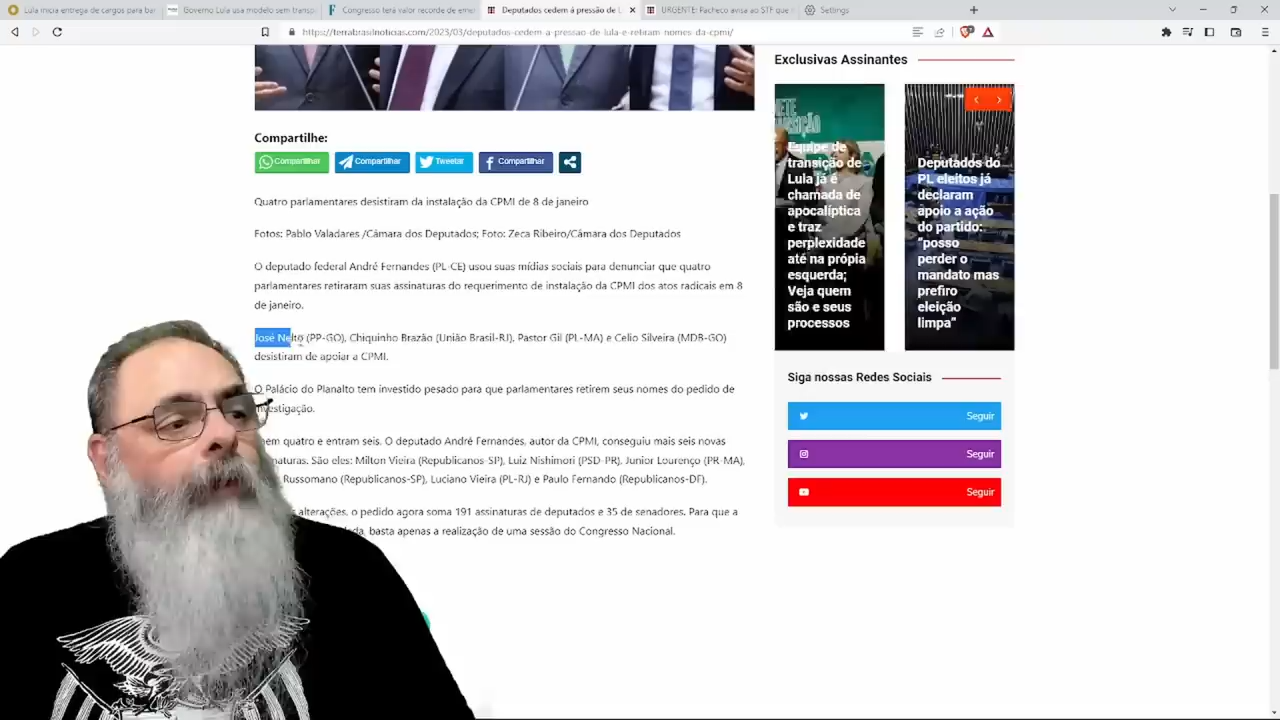 Lula inicia entrega de cargos para bar
Governo Lula usa modelo sem transp
Congresso terá valor recorde de emen
Deputados cedem à pressão de L
URGENTE: Pacheco avisa ao STF que n
Settings
https://terrabrasilnoticias.com/2023/03/deputados-cedem-a-pressao-de-lula-e-retiram-nomes-da-cpmi/
Compartilhe:
Compartilhar
Compartilhar
Tweetar
Compartilhar
Quatro parlamentares desistiram da instalação da CPMI de 8 de janeiro
Fotos: Pablo Valadares /Câmara dos Deputados; Foto: Zeca Ribeiro/Câmara dos Deputados
O deputado federal André Fernandes (PL-CE) usou suas mídias sociais para denunciar que quatro
parlamentares retiraram suas assinaturas do requerimento de instalação da CPMI dos atos radicais em 8
de janeiro.
José Nelto (PP-GO), Chiquinho Brazão (União Brasil-RJ), Pastor Gil (PL-MA) e Celio Silveira (MDB-GO)
desistiram de apoiar a CPMI.
O Palácio do Planalto tem investido pesado para que parlamentares retirem seus nomes do pedido de
investigação.
quatro e entram seis. O deputado André Fernandes, autor da CPMI, conseguiu mais seis novas
São eles: Milton Vieira (Republicanos-SP), Luiz Nishimori (PSD-PR), Junior Lourenço (PR-MA),
Russomano (Republicanos-SP), Luciano Vieira (PL-RJ) e Paulo Fernando (Republicanos-DF).
alterações, o pedido agora soma 191 assinaturas de deputados e 35 de senadores. Para que a
basta apenas a realização de uma sessão do Congresso Nacional.
Exclusivas Assinantes
Equipe de
transição de
Lula já é
chamada de
apocalíptica
e traz
perplexidade
até na própia
esquerda;
Veja quem
são e seus
processos
Deputados do
PL eleitos já
declaram
apoio a ação
do partido:
"posso
perder o
mandato mas
prefiro
eleição
limpa"
Siga nossas Redes Sociais
Seguir
Seguir
Seguir